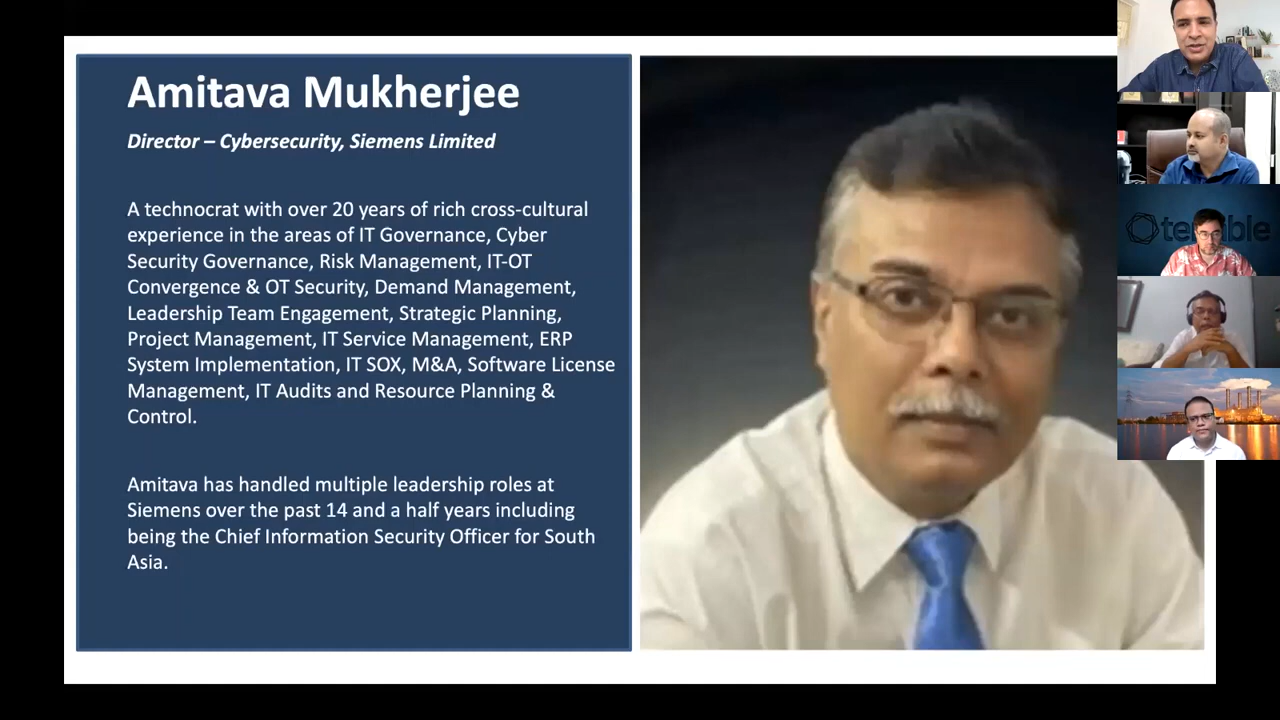 Amitava Mukherjee
Director – Cybersecurity, Siemens Limited
A technocrat with over 20 years of rich cross-cultural
experience in the areas of IT Governance, Cyber
Security Governance, Risk Management, IT-OT
Convergence & OT Security, Demand Management,
Leadership Team Engagement, Strategic Planning,
Project Management, IT Service Management, ERP
System Implementation, IT SOX, M&A, Software License
Management, IT Audits and Resource Planning &
Control.
Amitava has handled multiple leadership roles at
Siemens over the past 14 and a half years including
being the Chief Information Security Officer for South
Asia.